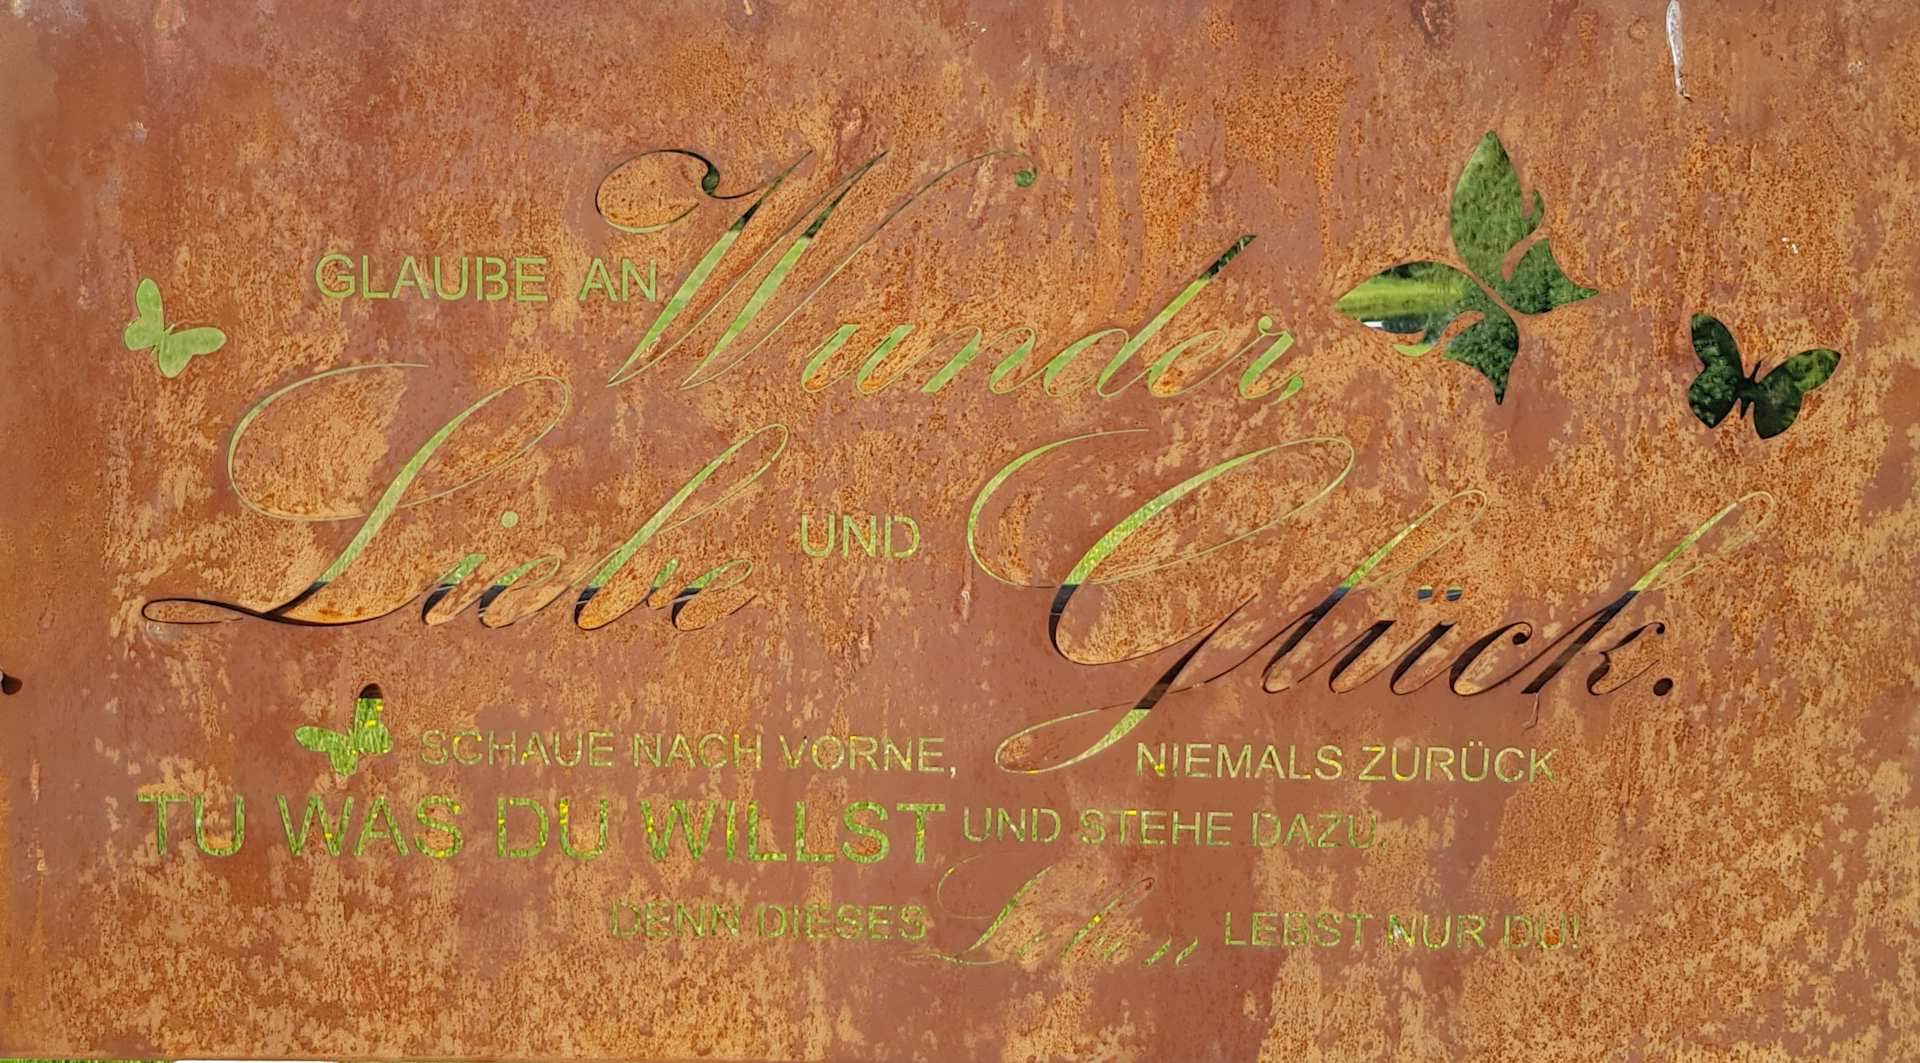 GLAUBE AN Wunder,
Liebe UND Glück.
SCHAUE NACH VORNE, NIEMALS ZURÜCK
TU WAS DU WILLST UND STEHE DAZU,
DENN DIESES Leben LEBST NUR DU!